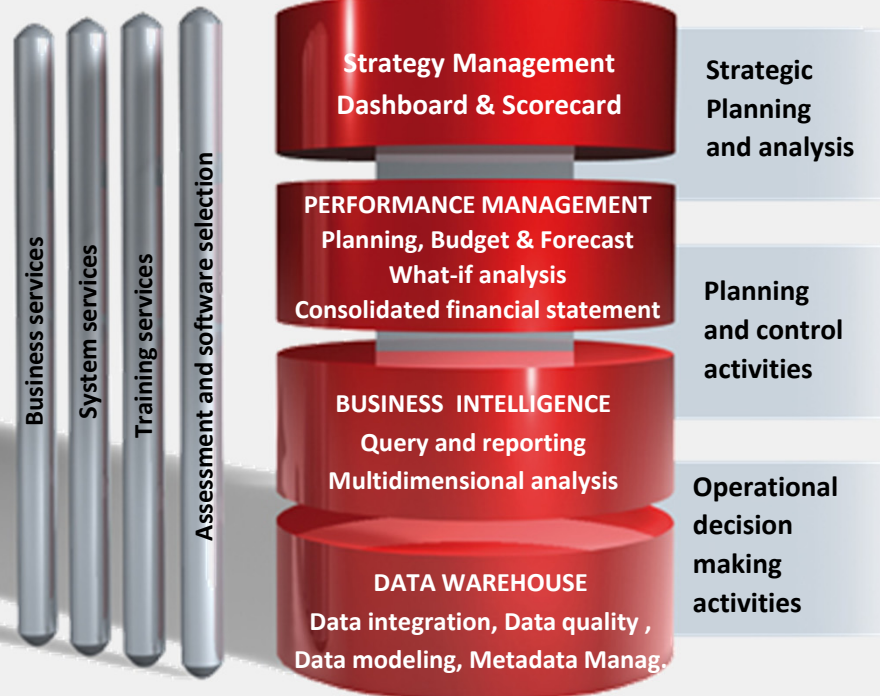 Business services
System services
Training services
Assessment and software selection
Strategy Management
Dashboard & Scorecard
Strategic
Planning
and analysis
PERFORMANCE MANAGEMENT
Planning, Budget & Forecast
What-if analysis
Consolidated financial statement
Planning
and control
activities
BUSINESS  INTELLIGENCE
Query and reporting
Multidimensional analysis
Operational
decision
making
activities
DATA WAREHOUSE
Data integration, Data quality ,
Data modeling, Metadata Manag.